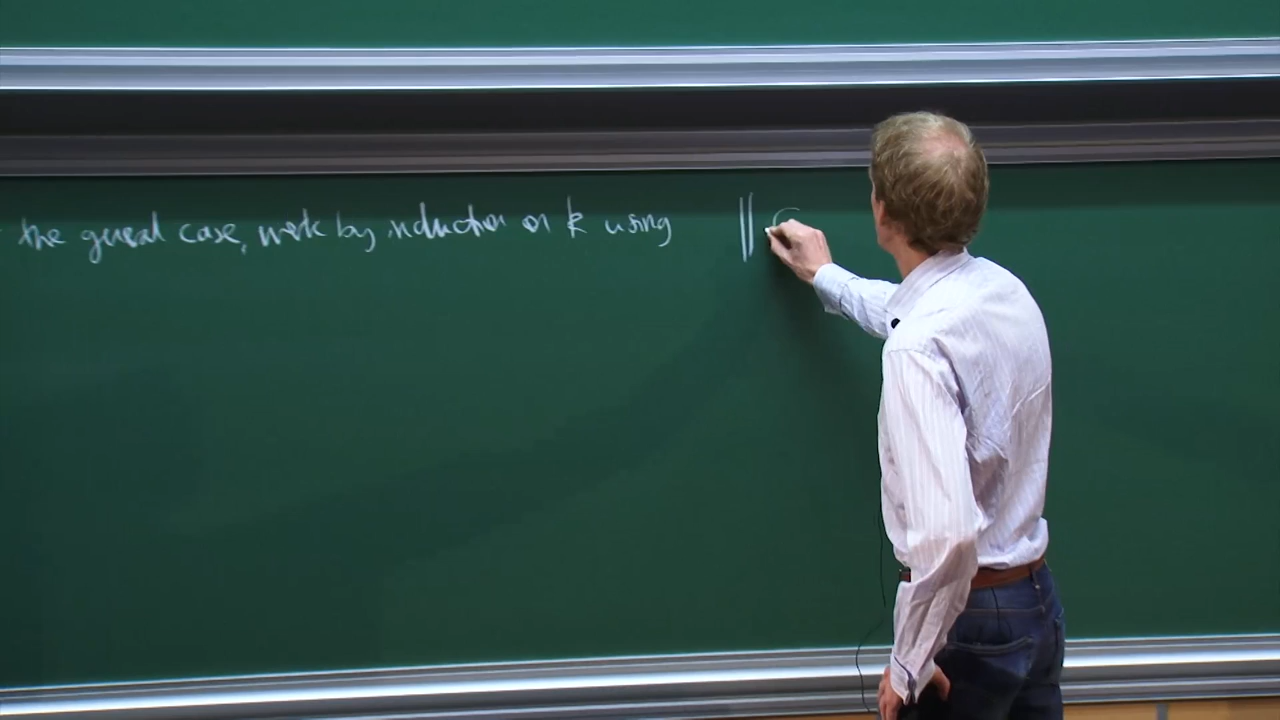 the general case, work by induction on k using ||